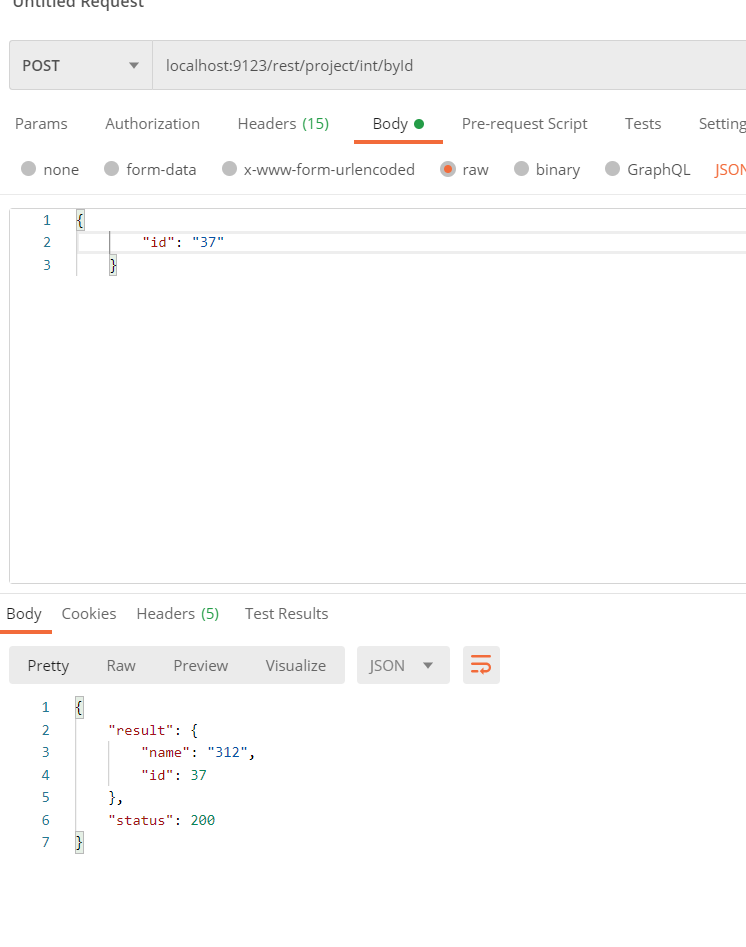 Untitled Request
POST localhost:9123/rest/project/int/byId
Params Authorization Headers (15) Body Pre-request Script Tests Setting
none form-data x-www-form-urlencoded raw binary GraphQL JSON
1 {
2 "id": "37"
3 }
Body Cookies Headers (5) Test Results
Pretty Raw Preview Visualize JSON
1 {
2 "result": {
3 "name": "312",
4 "id": 37
5 },
6 "status": 200
7 }